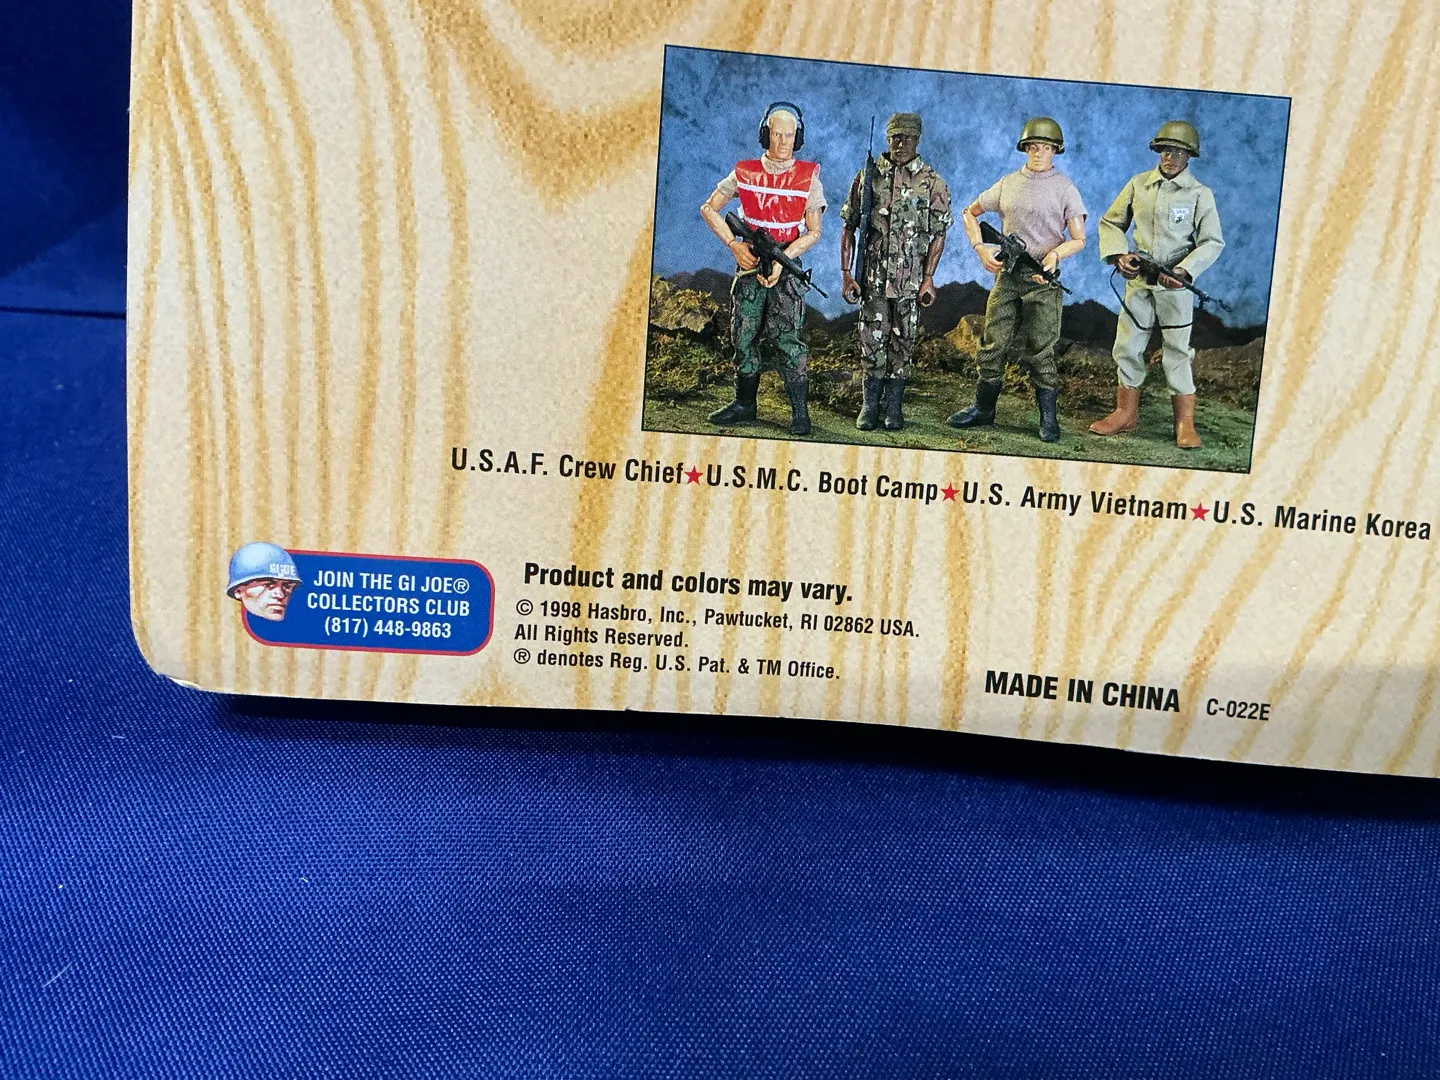 U.S.A.F. Crew Chief★U.S.M.C. Boot Camp★U.S. Army Vietnam★U.S. Marine Korea
GI JOE
JOIN THE GI JOE®
COLLECTORS CLUB
(817) 448-9863
Product and colors may vary.
© 1998 Hasbro, Inc., Pawtucket, RI 02862 USA.
All Rights Reserved.
® denotes Reg. U.S. Pat. & TM Office.
MADE IN CHINA C-022E